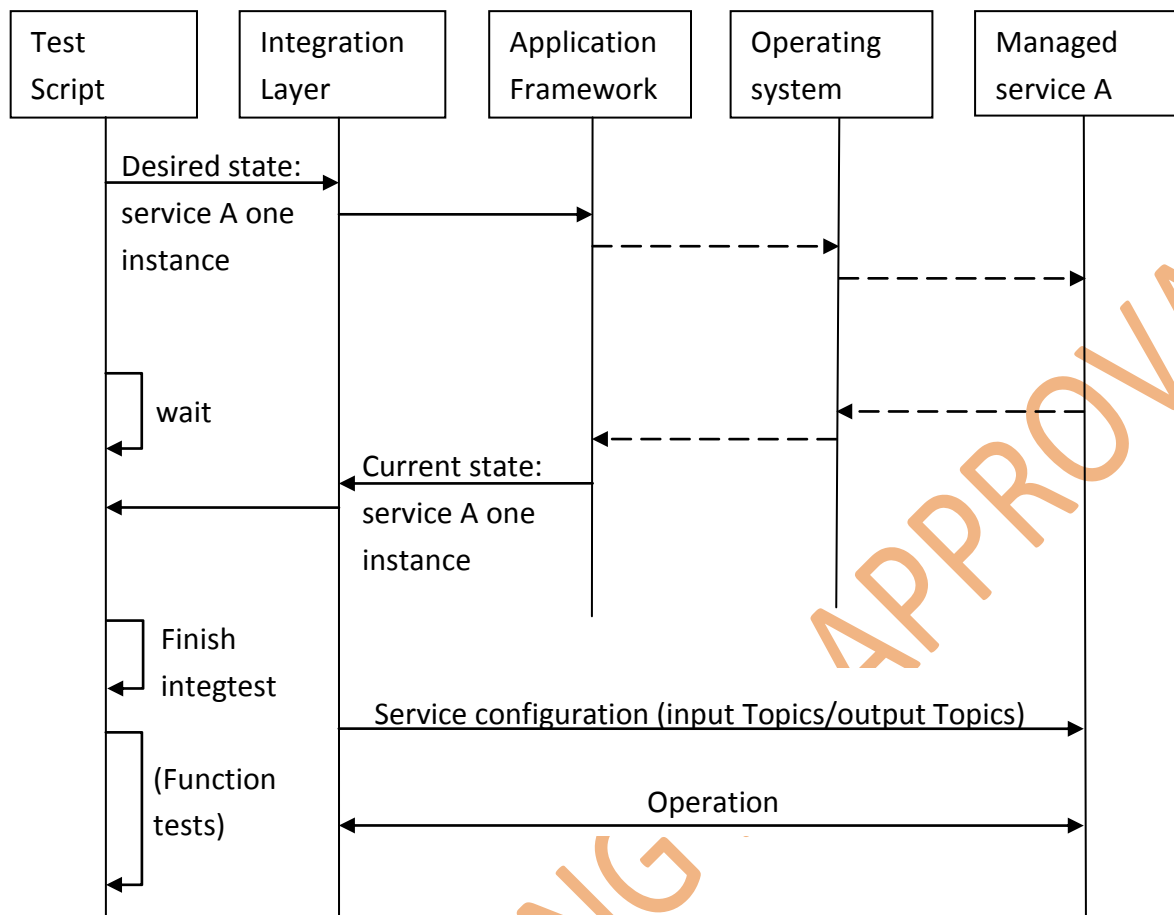 Test
Script
Integration
Layer
Application
Framework
Operating
system
Managed
service A
Desired state:
service A one
instance
wait
Current state:
service A one
instance
Finish
integtest
Service configuration (input Topics/output Topics)
(Function
tests)
Operation